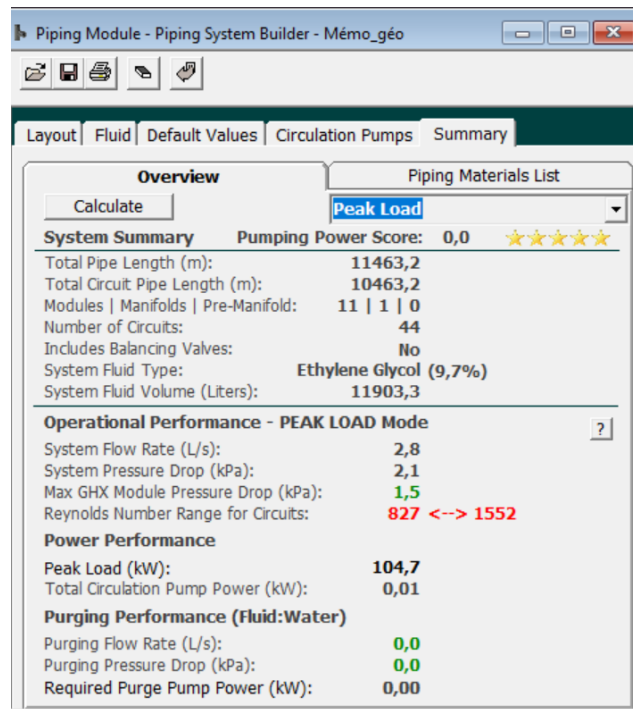 Piping Module - Piping System Builder - Mémo_géo
Layout Fluid Default Values Circulation Pumps Summary
Overview Piping Materials List
Calculate Peak Load
System Summary Pumping Power Score: 0,0
Total Pipe Length (m): 11463,2
Total Circuit Pipe Length (m): 10463,2
Modules | Manifolds | Pre-Manifold: 11 | 1 | 0
Number of Circuits: 44
Includes Balancing Valves: No
System Fluid Type: Ethylene Glycol (9,7%)
System Fluid Volume (Liters): 11903,3
Operational Performance - PEAK LOAD Mode ?
System Flow Rate (L/s): 2,8
System Pressure Drop (kPa): 2,1
Max GHX Module Pressure Drop (kPa): 1,5
Reynolds Number Range for Circuits: 827 <--> 1552
Power Performance
Peak Load (kW): 104,7
Total Circulation Pump Power (kW): 0,01
Purging Performance (Fluid:Water)
Purging Flow Rate (L/s): 0,0
Purging Pressure Drop (kPa): 0,0
Required Purge Pump Power (kW): 0,00